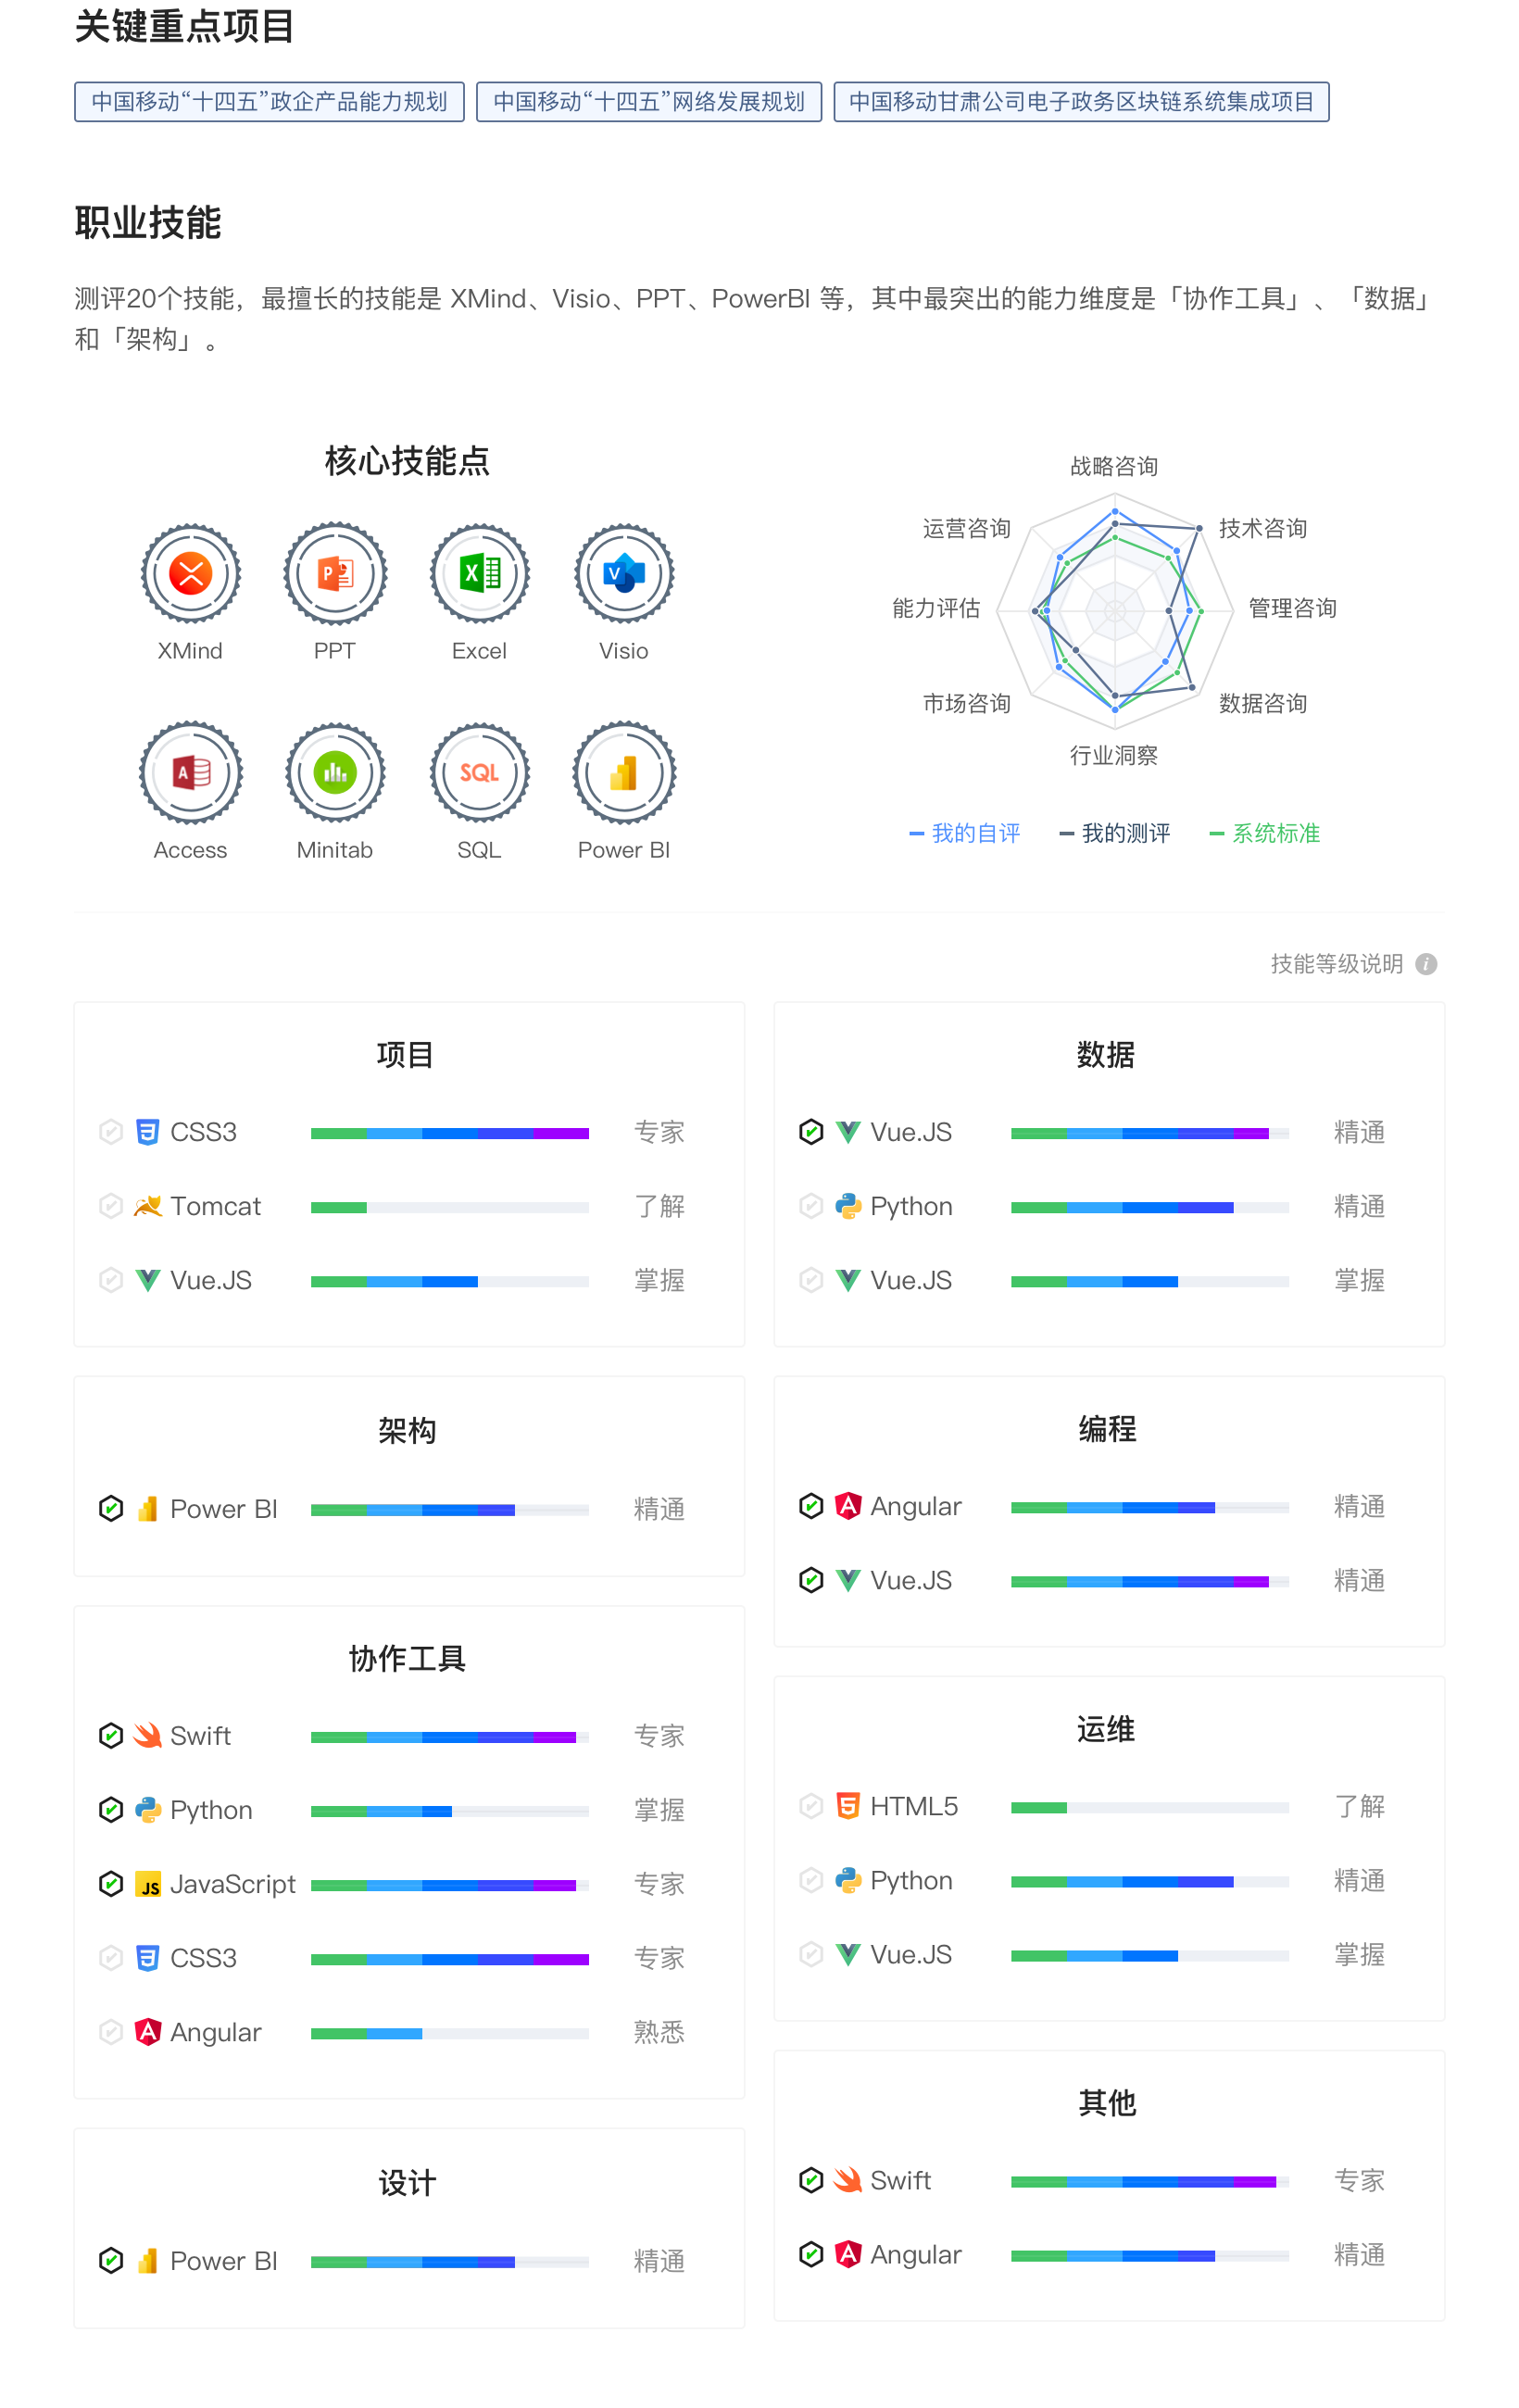 关键重点项目
中国移动“十四五”政企产品能力规划
中国移动“十四五”网络发展规划
中国移动甘肃公司电子政务区块链系统集成项目
职业技能
测评20个技能，最擅长的技能是 XMind、Visio、PPT、PowerBI 等，其中最突出的能力维度是「协作工具」、「数据」
和「架构」。
核心技能点
XMind
PPT
Excel
Visio
Access
Minitab
SQL
SQL
Power BI
战略咨询
运营咨询
技术咨询
能力评估
管理咨询
市场咨询
数据咨询
行业洞察
我的自评
我的测评
系统标准
技能等级说明
项目
CSS3 专家
Tomcat 了解
Vue.JS 掌握
数据
Vue.JS 精通
Python 精通
Vue.JS 掌握
架构
Power BI 精通
编程
Angular 精通
Vue.JS 精通
协作工具
Swift 专家
Python 掌握
JS JavaScript 专家
CSS3 专家
Angular 熟悉
运维
HTML5 了解
Python 精通
Vue.JS 掌握
设计
Power BI 精通
其他
Swift 专家
Angular 精通